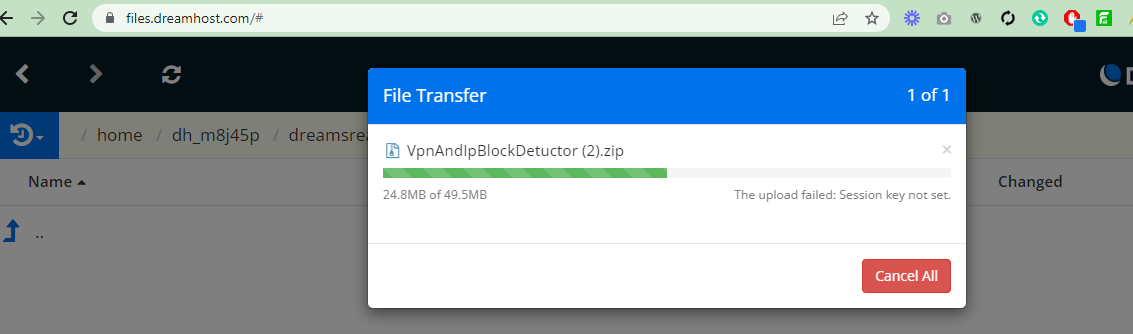 files.dreamhost.com/#
File Transfer 1 of 1
/ home / dh_m8j45p / dreamsrea
VpnAndIpBlockDetuctor (2).zip ×
Name Changed
24.8MB of 49.5MB The upload failed: Session key not set.
..
Cancel All